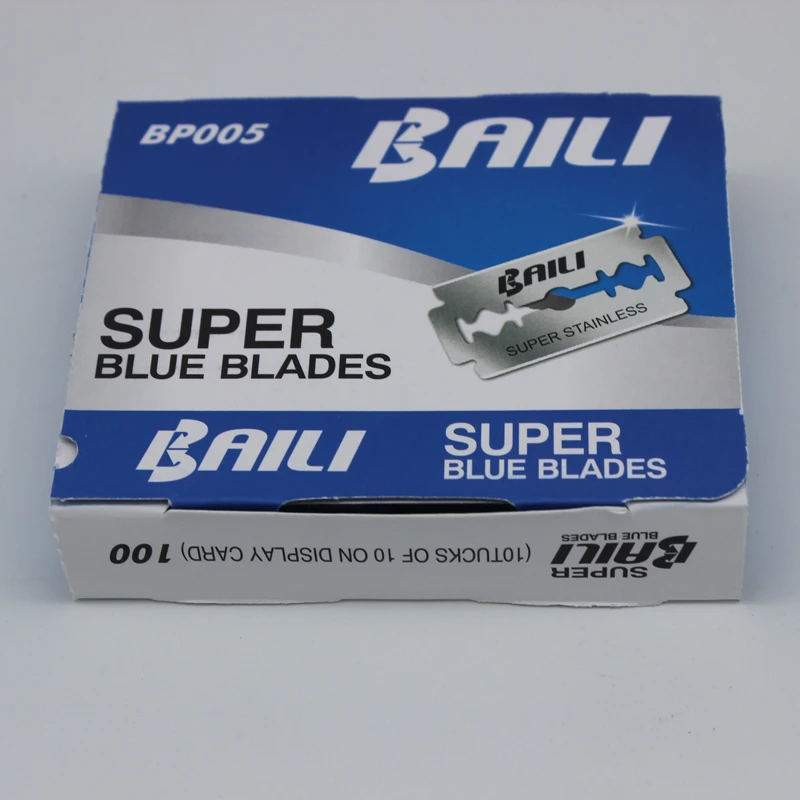 BP005
BAILI
BAILI
SUPER STAINLESS
SUPER
BLUE BLADES
BAILI
SUPER
BLUE BLADES
SUPER
BAILI
BLUE BLADES
(10TUCKS OF 10 ON DISPLAY CARD) 100